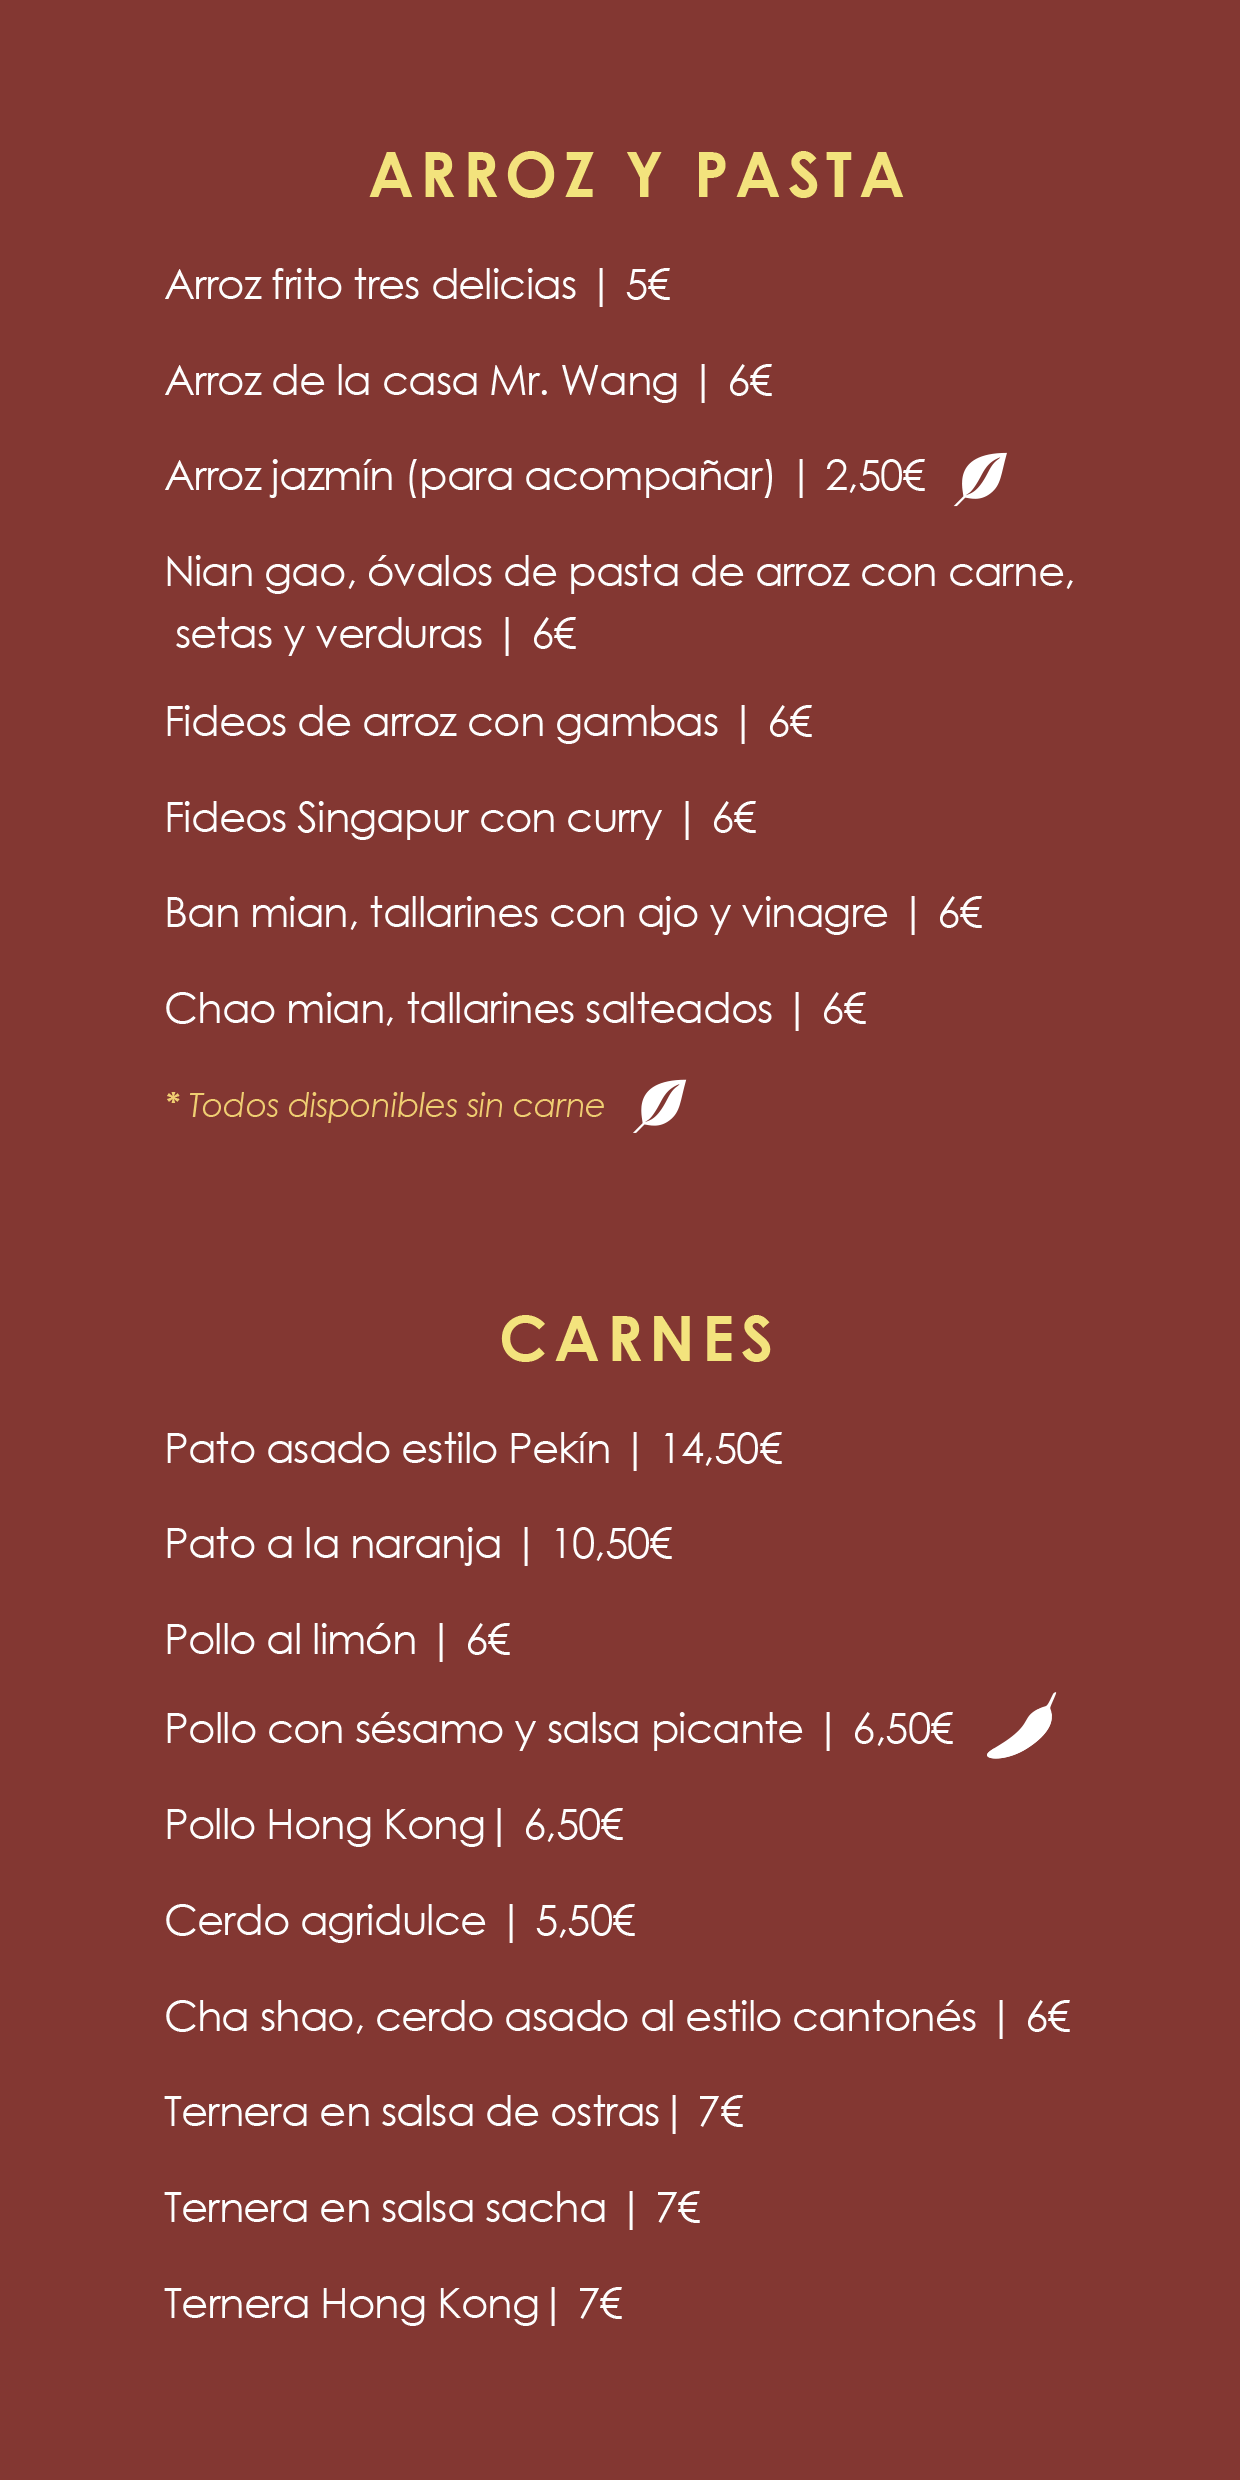 ARROZ Y PASTA
Arroz frito tres delicias | 5€
Arroz de la casa Mr. Wang | 6€
Arroz jazmín (para acompañar) | 2,50€
Nian gao, óvalos de pasta de arroz con carne,
setas y verduras | 6€
Fideos de arroz con gambas | 6€
Fideos Singapur con curry | 6€
Ban mian, tallarines con ajo y vinagre | 6€
Chao mian, tallarines salteados | 6€
* Todos disponibles sin carne
CARNES
Pato asado estilo Pekín | 14,50€
Pato a la naranja | 10,50€
Pollo al limón | 6€
Pollo con sésamo y salsa picante | 6,50€
Pollo Hong Kong| 6,50€
Cerdo agridulce | 5,50€
Cha shao, cerdo asado al estilo cantonés | 6€
Ternera en salsa de ostras| 7€
Ternera en salsa sacha | 7€
Ternera Hong Kong| 7€